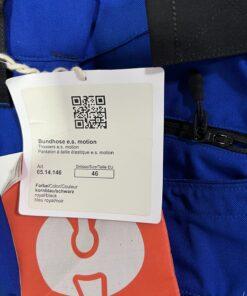 Bundhose e.s. motion
Trousers e.s. motion
Pantalon à taille élastique e.s. motion
Art.
03.14.146
Grösse/Size/Taille EU
46
Farbe/Color/Couleur
kornblau/schwarz
royal/black
bleu royal/noir